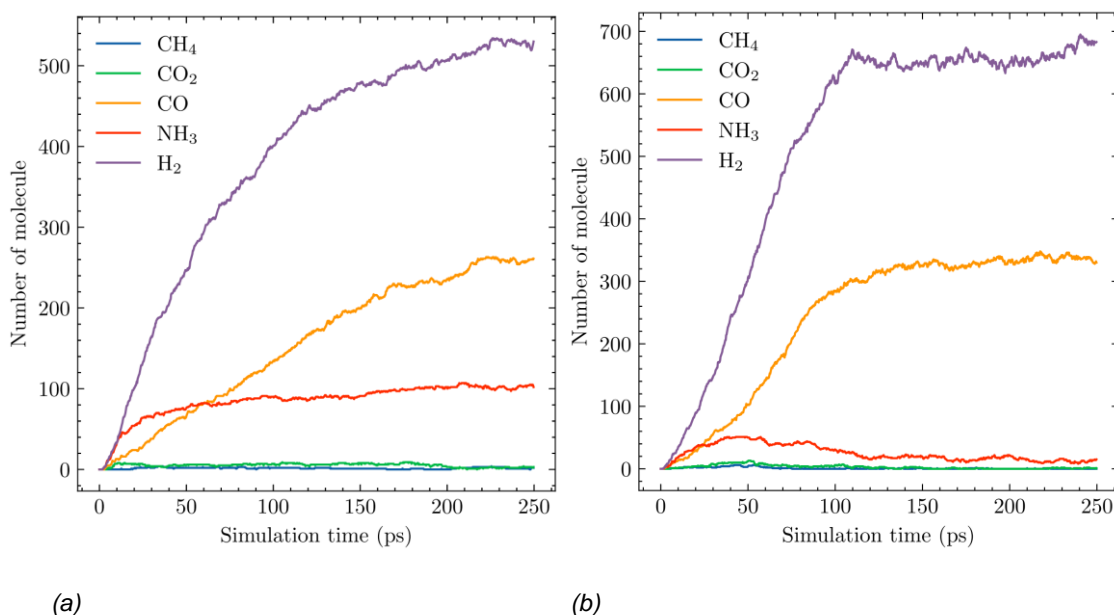 CH₄
CO₂
CO
NH₃
H₂
Number of molecule
500
400
300
200
100
0
0 50 100 150 200 250
Simulation time (ps)
(a)
CH₄
CO₂
CO
NH₃
H₂
Number of molecule
700
600
500
400
300
200
100
0
0 50 100 150 200 250
Simulation time (ps)
(b)